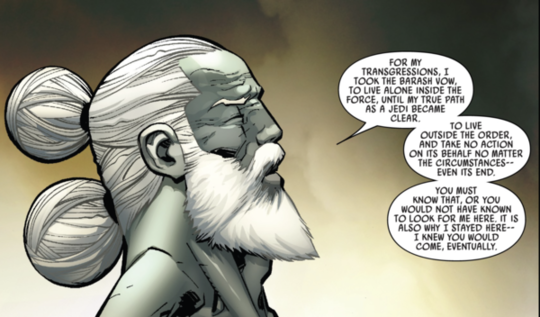 FOR MY
TRANSGRESSIONS, I
TOOK THE BARASH VOW,
TO LIVE ALONE INSIDE THE
FORCE, UNTIL MY TRUE PATH
AS A JEDI BECAME
CLEAR.
TO LIVE
OUTSIDE THE ORDER,
AND TAKE NO ACTION
ON ITS BEHALF NO MATTER
THE CIRCUMSTANCES--
EVEN ITS END.
YOU MUST
KNOW THAT, OR YOU
WOULD NOT HAVE KNOWN
TO LOOK FOR ME HERE. IT IS
ALSO WHY I STAYED HERE--
I KNEW YOU WOULD
COME, EVENTUALLY.